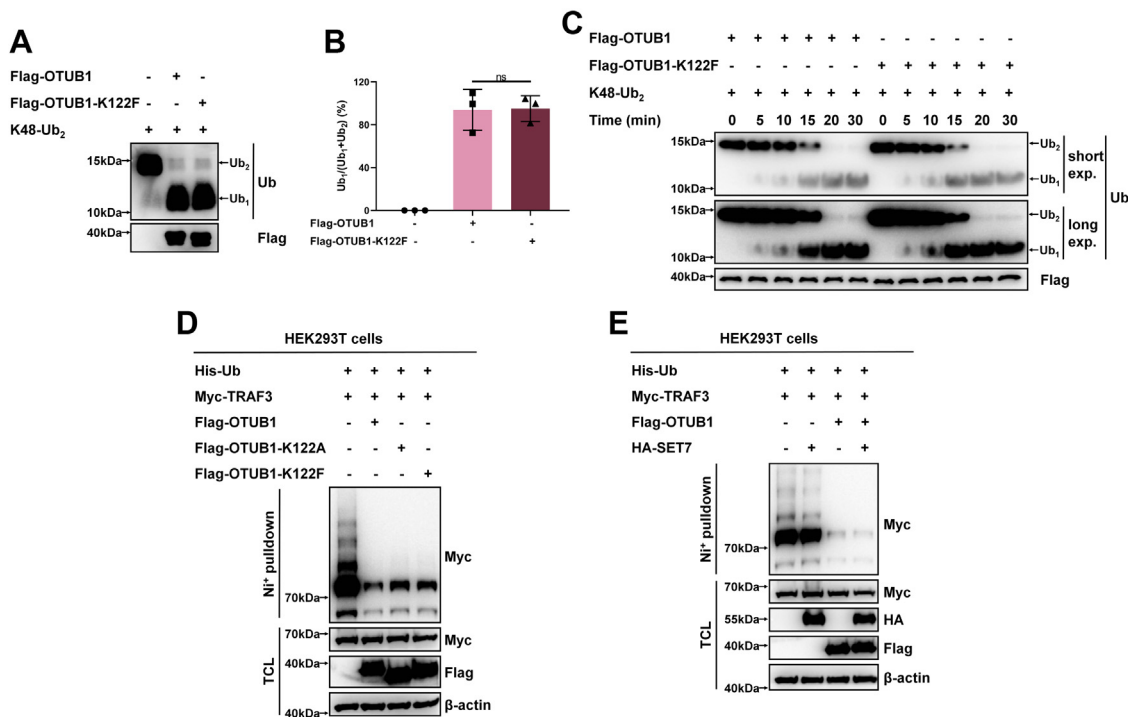 A
Flag-OTUB1 - + -
Flag-OTUB1-K122F - - +
K48-Ub₂ + + +
15kDa
10kDa
40kDa
Ub₂
Ub₁
Ub
Flag
B
Ub₁/(Ub₁+Ub₂) (%)
120
80
40
0
ns
Flag-OTUB1 - + -
Flag-OTUB1-K122F - - +
C
Flag-OTUB1 + + + + + + - - - - - -
Flag-OTUB1-K122F - - - - - - + + + + + +
K48-Ub₂ + + + + + + + + + + + +
Time (min) 0 5 10 15 20 30 0 5 10 15 20 30
15kDa
10kDa
Ub₂
Ub₁
short exp.
15kDa
10kDa
Ub₂
Ub₁
long exp.
Ub
40kDa
Flag
D
HEK293T cells
His-Ub + + + +
Myc-TRAF3 + + + +
Flag-OTUB1 - + - -
Flag-OTUB1-K122A - - + -
Flag-OTUB1-K122F - - - +
Ni⁺ pulldown
70kDa
Myc
TCL
70kDa
Myc
40kDa
Flag
40kDa
β-actin
E
HEK293T cells
His-Ub + + + +
Myc-TRAF3 + + + +
Flag-OTUB1 - - + +
HA-SET7 - + - +
Ni⁺ pulldown
70kDa
Myc
TCL
70kDa
Myc
55kDa
HA
40kDa
Flag
40kDa
β-actin